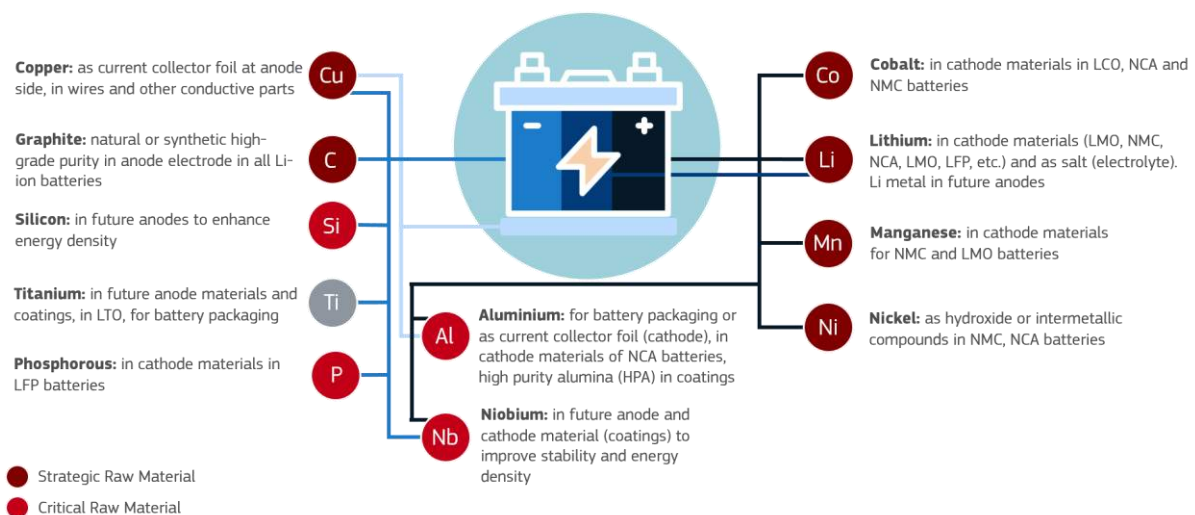 Copper: as current collector foil at anode
side, in wires and other conductive parts
Cu
Graphite: natural or synthetic high-
grade purity in anode electrode in all Li-
ion batteries
C
Silicon: in future anodes to enhance
energy density
Si
Titanium: in future anode materials and
coatings, in LTO, for battery packaging
Ti
Phosphorous: in cathode materials in
LFP batteries
P
- +
Al
Aluminium: for battery packaging or
as current collector foil (cathode), in
cathode materials of NCA batteries,
high purity alumina (HPA) in coatings
Nb
Niobium: in future anode and
cathode material (coatings) to
improve stability and energy
density
Co
Cobalt: in cathode materials in LCO, NCA and
NMC batteries
Li
Lithium: in cathode materials (LMO, NMC,
NCA, LMO, LFP, etc.) and as salt (electrolyte).
Li metal in future anodes
Mn
Manganese: in cathode materials
for NMC and LMO batteries
Ni
Nickel: as hydroxide or intermetallic
compounds in NMC, NCA batteries
Strategic Raw Material
Critical Raw Material